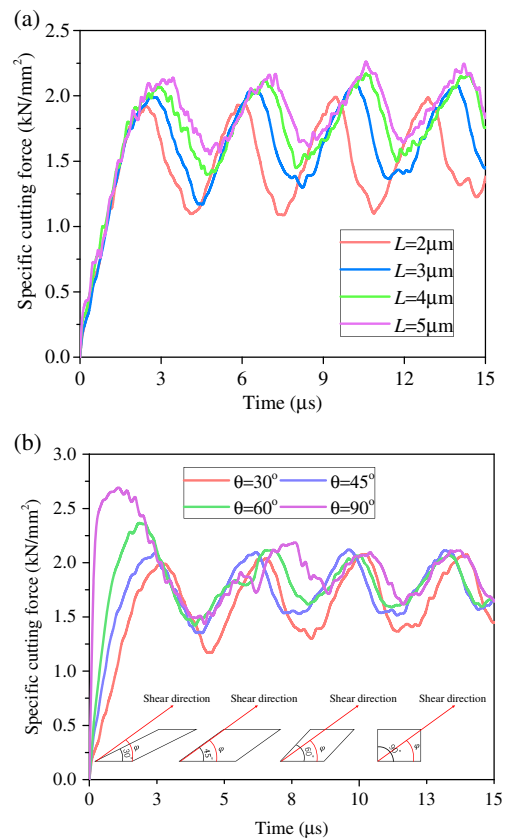 (a)
Specific cutting force (kN/mm²)
2.5
2.0
1.5
1.0
0.5
0.0
L=2μm
L=3μm
L=4μm
L=5μm
0 3 6 9 12 15
Time (μs)
(b)
Specific cutting force (kN/mm²)
3.0
2.5
2.0
1.5
1.0
0.5
0.0
θ=30° θ=45°
θ=60° θ=90°
Shear direction Shear direction Shear direction Shear direction
30° φ 45° φ 60° φ 90° φ
0 3 5 8 10 13 15
Time (μs)